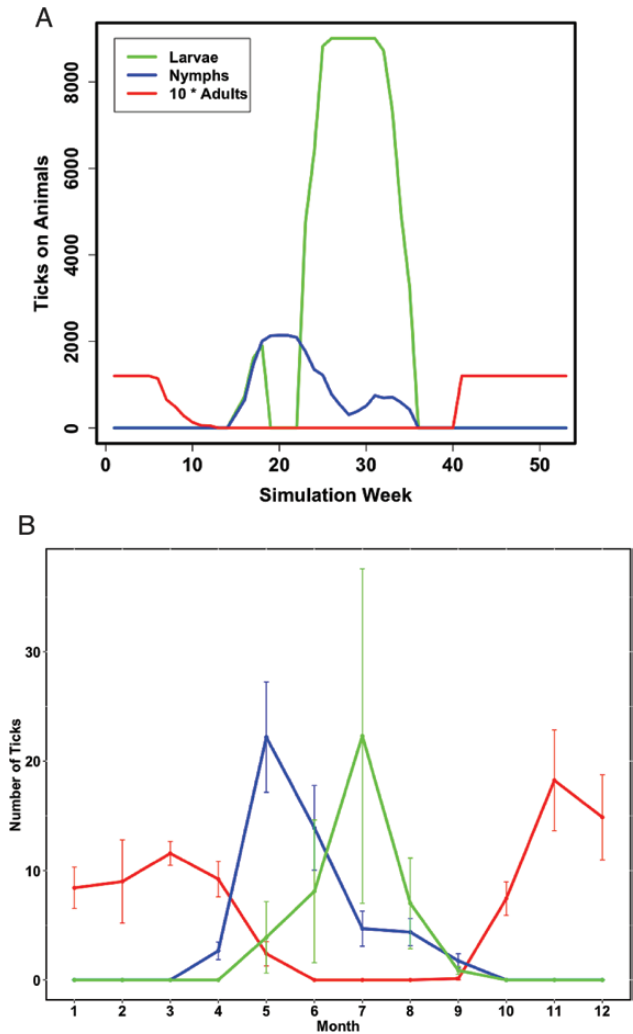 A
Larvae
Nymphs
10 * Adults
8000
6000
4000
2000
0
Ticks on Animals
0 10 20 30 40 50
Simulation Week
B
30
20
10
0
Number of Ticks
1 2 3 4 5 6 7 8 9 10 11 12
Month